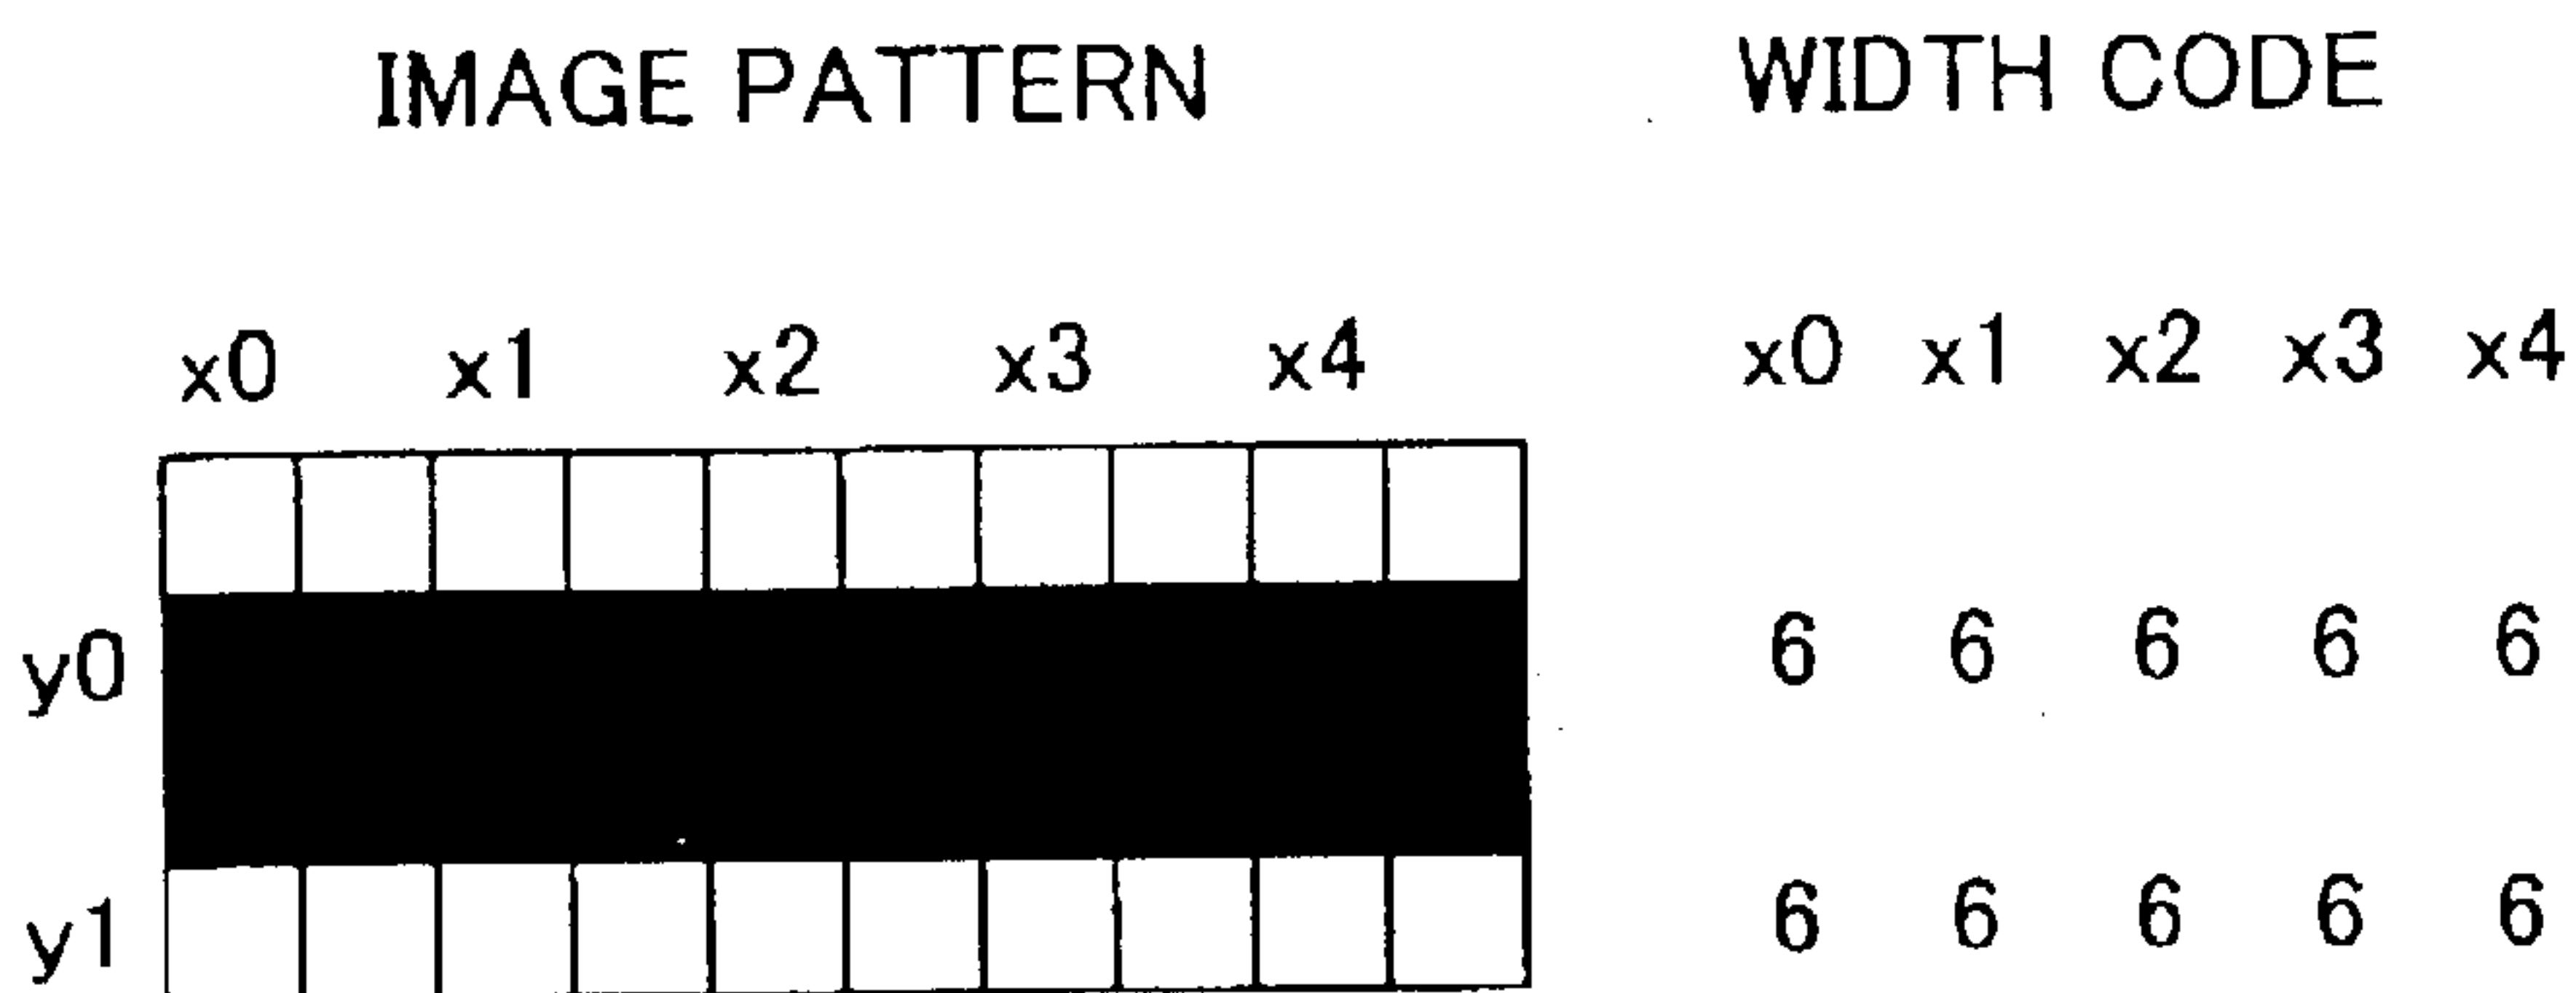 IMAGE PATTERN WIDTH CODE
x0 x1 x2 x3 x4 x0 x1 x2 x3 x4
y0 6 6 6 6 6
y1 6 6 6 6 6